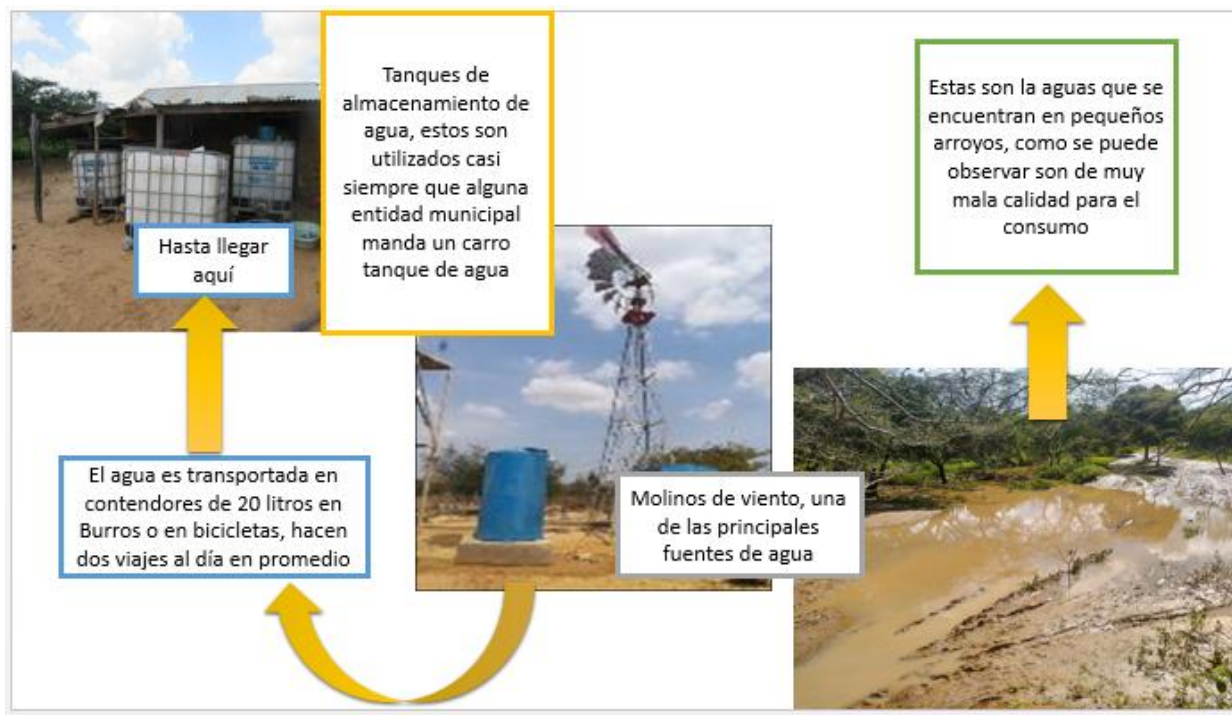 Tanques de
almacenamiento de
agua, estos son
utilizados casi
siempre que alguna
entidad municipal
manda un carro
tanque de agua
Estas son la aguas que se
encuentran en pequeños
arroyos, como se puede
observar son de muy
mala calidad para el
consumo
Hasta llegar
aquí
El agua es transportada en
contendores de 20 litros en
Burros o en bicicletas, hacen
dos viajes al día en promedio
Molinos de viento, una
de las principales
fuentes de agua